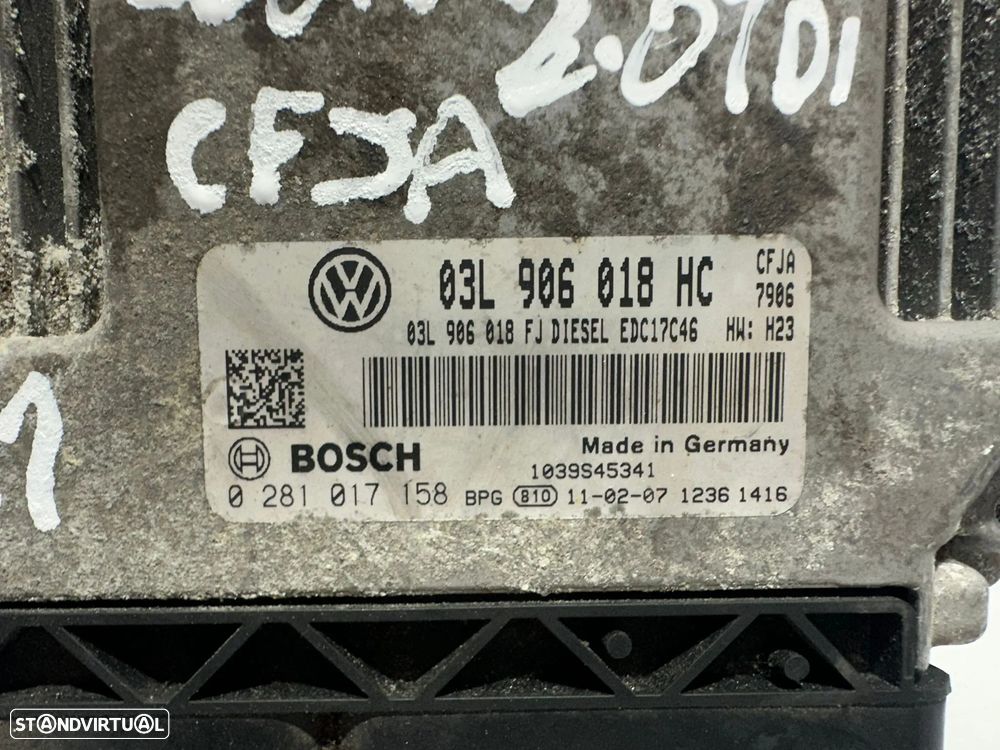 2.0TDI
CFJA
03L 906 018 HC CFJA
7906
03L 906 018 FJ DIESEL EDC17C46 HW: H23
BOSCH
Made in Germany
1039S45341
0 281 017 158 BPG 810 11-02-07 1236 1416
1
STANDVIRTUAL